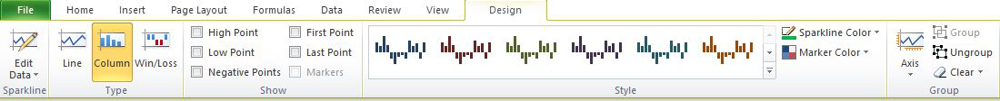 File Home Insert Page Layout Formulas Data Review View Design
Edit Data
Sparkline
Line Column Win/Loss
Type
High Point First Point
Low Point Last Point
Negative Points Markers
Show
Style
Sparkline Color
Marker Color
Axis
Group
Ungroup
Clear
Group